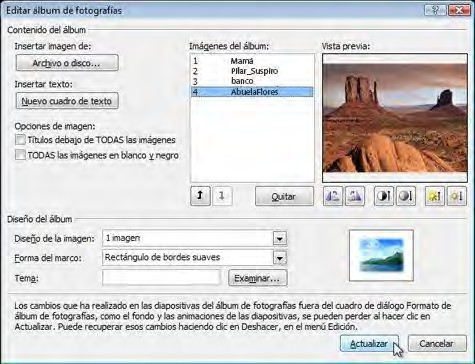 Editar álbum de fotografías
Contenido del álbum
Insertar imagen de:
Archivo o disco...
Insertar texto:
Nuevo cuadro de texto
Opciones de imagen:
Títulos debajo de TODAS las imágenes
TODAS las imágenes en blanco y negro
Imágenes del álbum:
1 Mamá
2 Pilar_Suspiro
3 banco
4 AbuelaFlores
Quitar
Vista previa:
Diseño del álbum
Diseño de la imagen: 1 imagen
Forma del marco: Rectángulo de bordes suaves
Tema: Examinar...
Los cambios que ha realizado en las diapositivas del álbum de fotografías fuera del cuadro de diálogo Formato de
álbum de fotografías, como el fondo y las animaciones de las diapositivas, se pueden perder al hacer clic en
Actualizar. Puede recuperar esos cambios haciendo clic en Deshacer, en el menú Edición.
Actualizar Cancelar